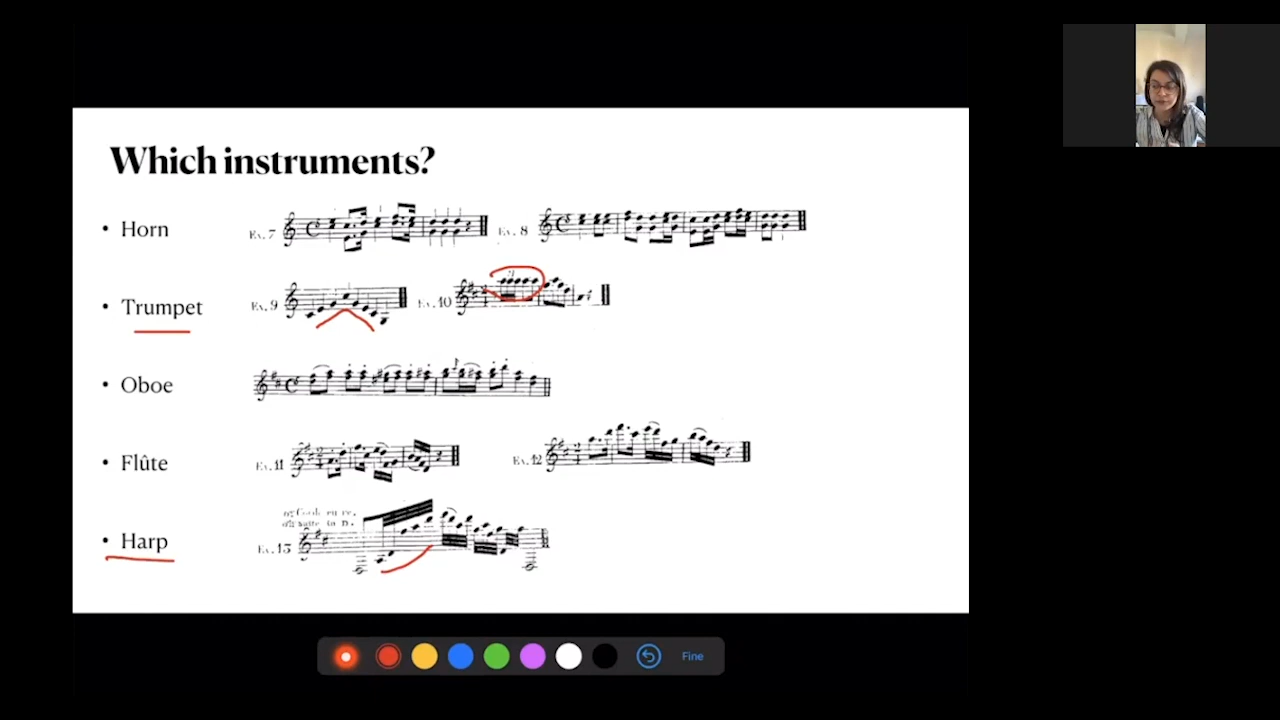 Which instruments?
• Horn
Ex. 7
Ex. 8
• Trumpet
Ex. 9
Ex. 10
• Oboe
• Flûte
Ex. 11
Ex. 12
• Harp
Ex. 13
Fine